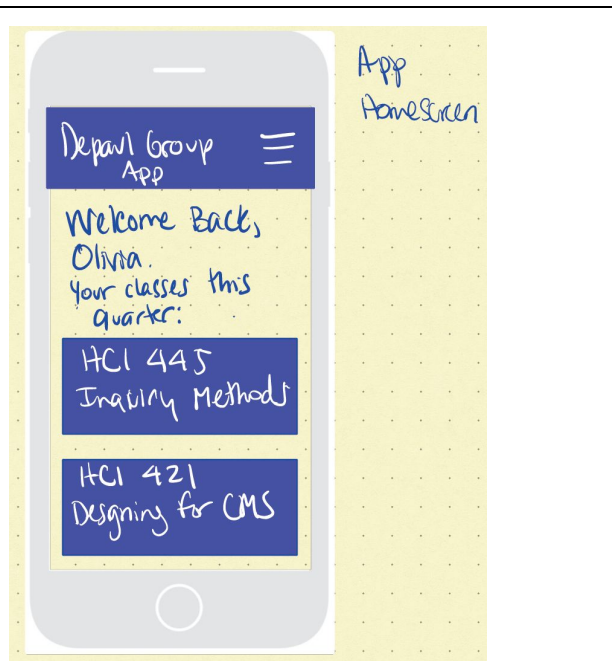 Depaul Group
App
Welcome Back,
Olivia.
Your classes this
quarter:
HCI 445
Inquiry Methods
HCI 421
Designing for CMS
App
Homescreen